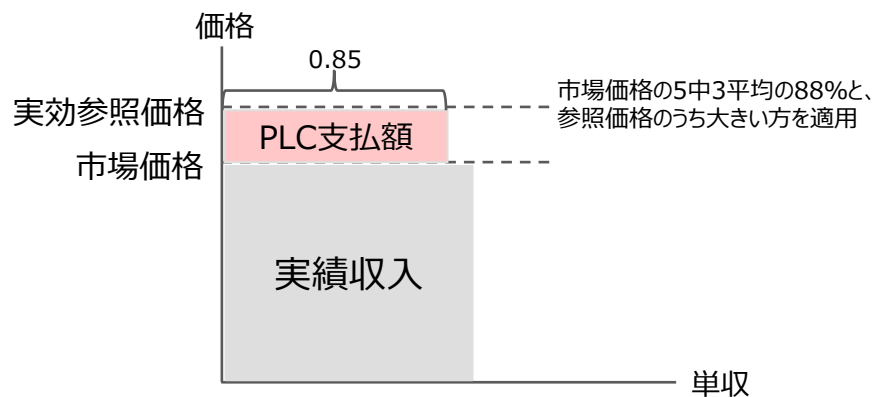 価格
0.85
実効参照価格
市場価格の5中3平均の88%と、
参照価格のうち大きい方を適用
PLC支払額
市場価格
実績収入
単収